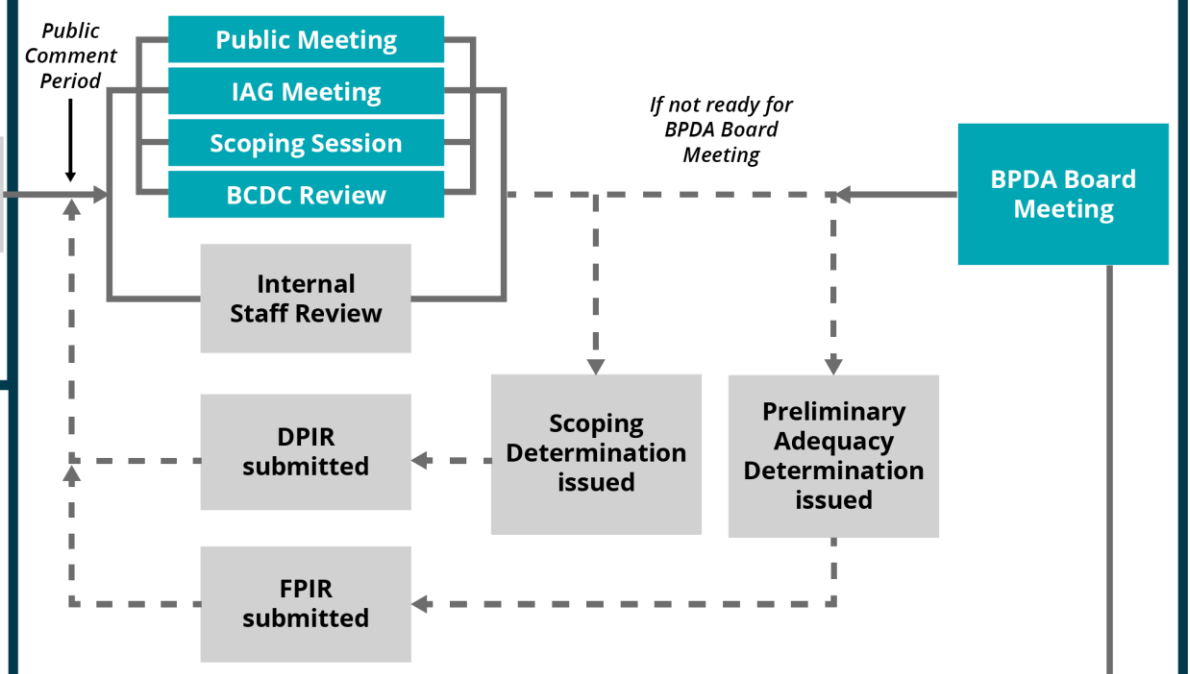 Public
Comment
Period
Public Meeting
IAG Meeting
Scoping Session
BCDC Review
Internal
Staff Review
If not ready for
BPDA Board
Meeting
BPDA Board
Meeting
DPIR
submitted
Scoping
Determination
issued
Preliminary
Adequacy
Determination
issued
FPIR
submitted